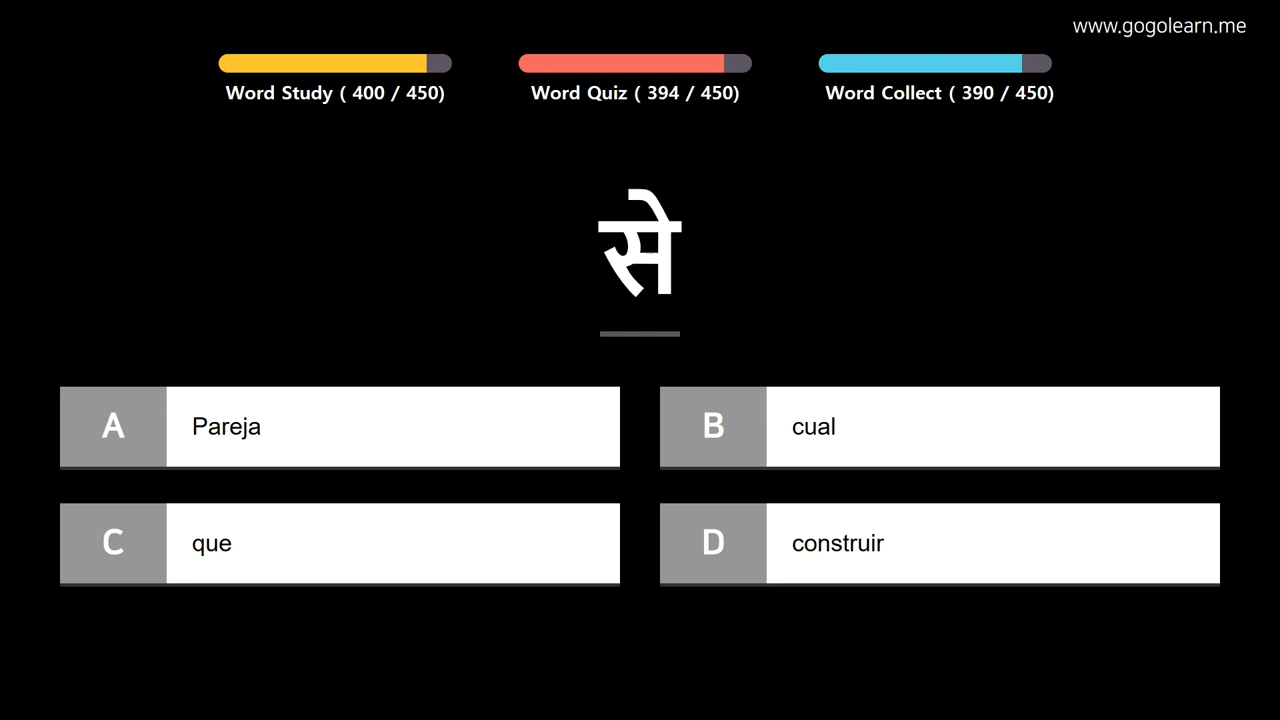 www.gogolearn.me
Word Study ( 400 / 450)
Word Quiz ( 394 / 450)
Word Collect ( 390 / 450)
से
A Pareja
B cual
C que
D construir